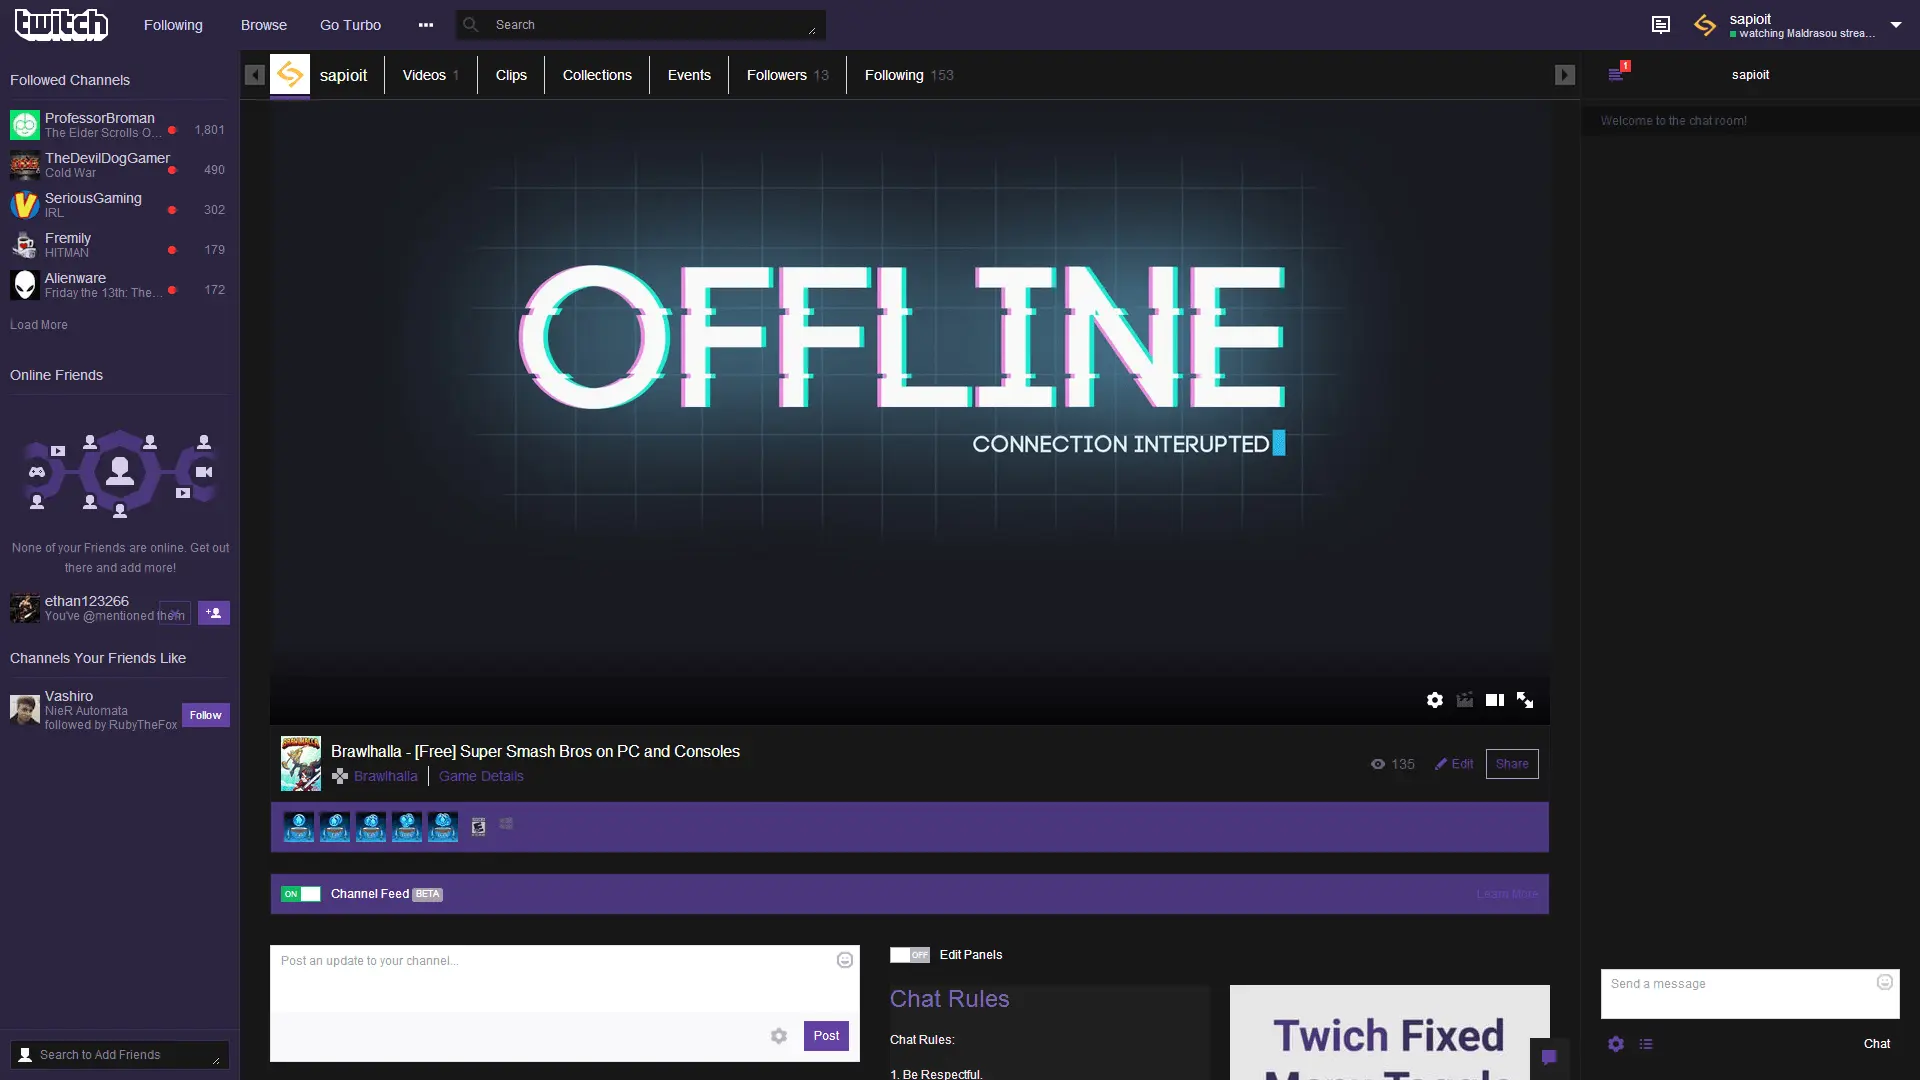 twitch
Following
Browse
Go Turbo
Search
sapioit
watching Maldrasou strea...
Followed Channels
ProfessorBroman
The Elder Scrolls O...
1,801
TheDevilDogGamer
Cold War
490
SeriousGaming
IRL
302
Fremily
HITMAN
179
Alienware
Friday the 13th: The...
172
Load More
Online Friends
None of your Friends are online. Get out
there and add more!
ethan123266
You've @mentioned them
Channels Your Friends Like
Vashiro
NieR Automata
followed by RubyTheFox
Follow
Search to Add Friends
sapioit
Videos 1
Clips
Collections
Events
Followers 13
Following 153
OFFLINE
CONNECTION INTERUPTED
Brawlhalla - [Free] Super Smash Bros on PC and Consoles
Brawlhalla
Game Details
135
Edit
Share
ON
Channel Feed BETA
Learn More
Post an update to your channel...
Post
OFF
Edit Panels
Chat Rules
Chat Rules:
1. Be Respectful.
Twich Fixed
Menu Toggle
1
sapioit
Welcome to the chat room!
Send a message
Chat